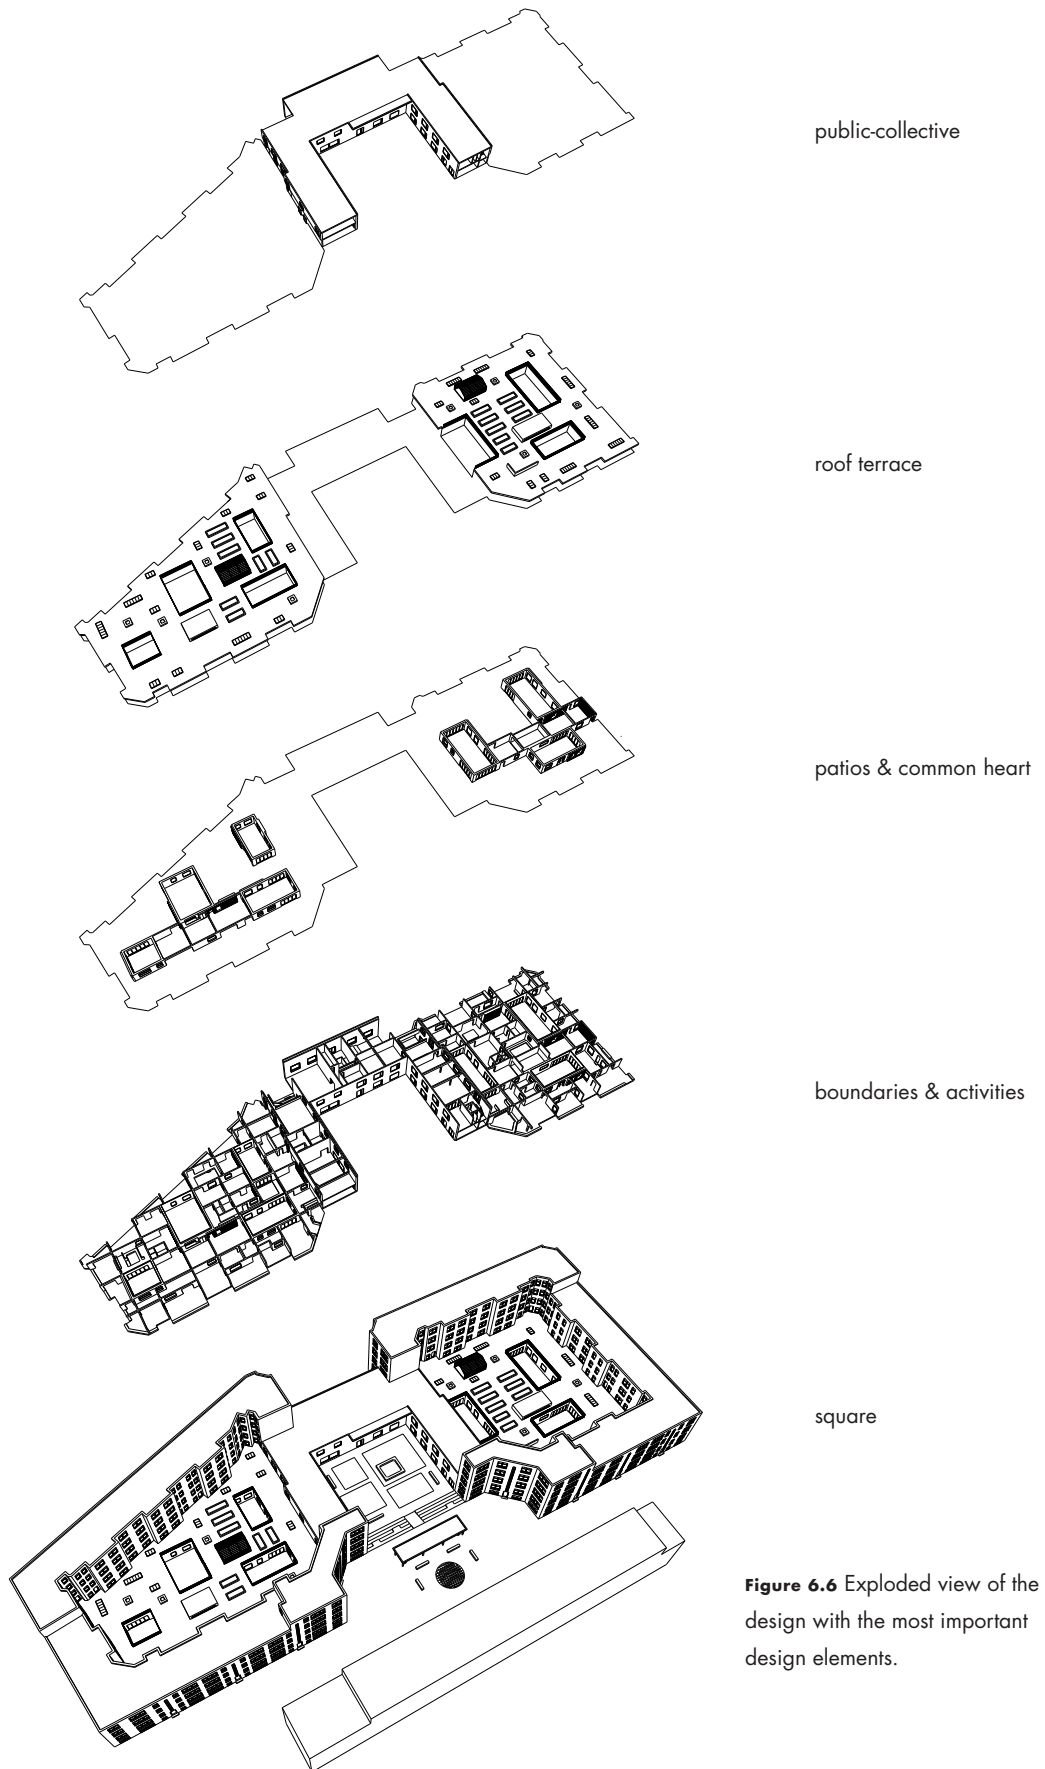 public-collective
roof terrace
patios & common heart
boundaries & activities
square
Figure 6.6 Exploded view of the
design with the most important
design elements.